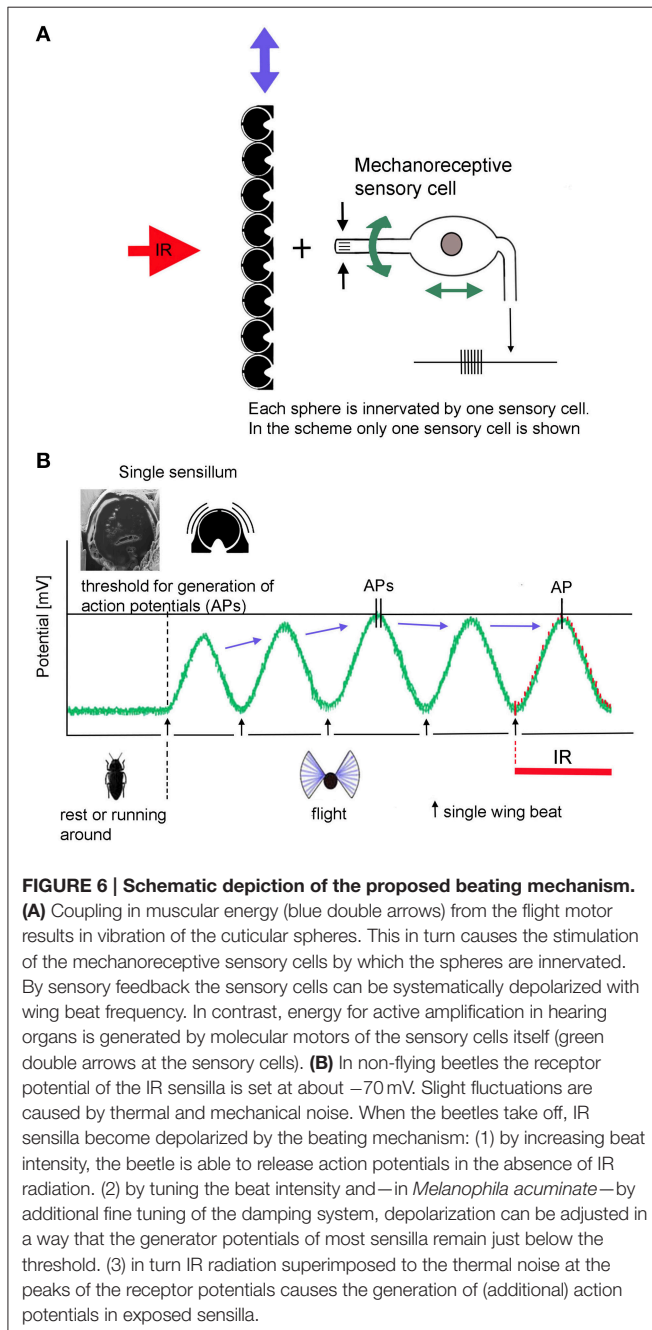 A
IR
+
Mechanoreceptive
sensory cell
Each sphere is innervated by one sensory cell.
In the scheme only one sensory cell is shown
B
Single sensillum
threshold for generation of
action potentials (APs)
APs
AP
Potential [mV]
IR
rest or running
around
flight
single wing beat
FIGURE 6 | Schematic depiction of the proposed beating mechanism.
(A) Coupling in muscular energy (blue double arrows) from the flight motor
results in vibration of the cuticular spheres. This in turn causes the stimulation
of the mechanoreceptive sensory cells by which the spheres are innervated.
By sensory feedback the sensory cells can be systematically depolarized with
wing beat frequency. In contrast, energy for active amplification in hearing
organs is generated by molecular motors of the sensory cells itself (green
double arrows at the sensory cells). (B) In non-flying beetles the receptor
potential of the IR sensilla is set at about −70 mV. Slight fluctuations are
caused by thermal and mechanical noise. When the beetles take off, IR
sensilla become depolarized by the beating mechanism: (1) by increasing beat
intensity, the beetle is able to release action potentials in the absence of IR
radiation. (2) by tuning the beat intensity and—in Melanophila acuminate—by
additional fine tuning of the damping system, depolarization can be adjusted in
a way that the generator potentials of most sensilla remain just below the
threshold. (3) in turn IR radiation superimposed to the thermal noise at the
peaks of the receptor potentials causes the generation of (additional) action
potentials in exposed sensilla.